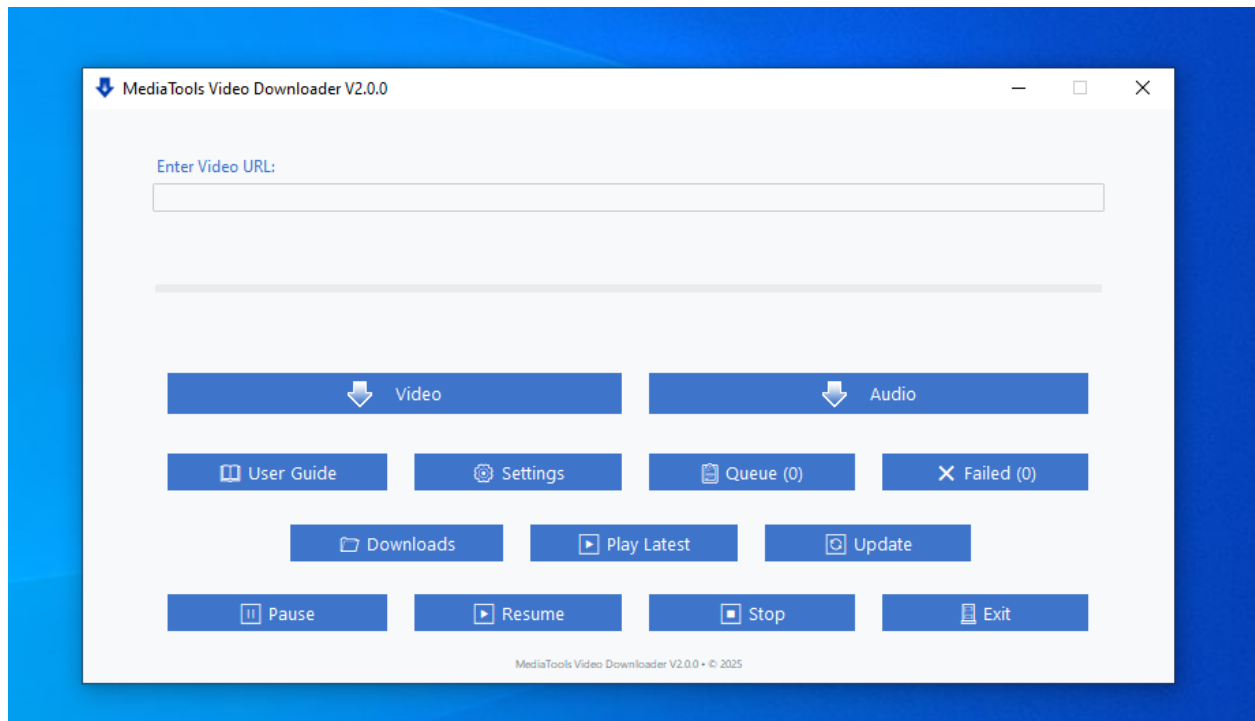 MediaTools Video Downloader V2.0.0
Enter Video URL:
Video Audio
User Guide Settings Queue (0) Failed (0)
Downloads Play Latest Update
Pause Resume Stop Exit
MediaTools Video Downloader V2.0.0 • © 2025